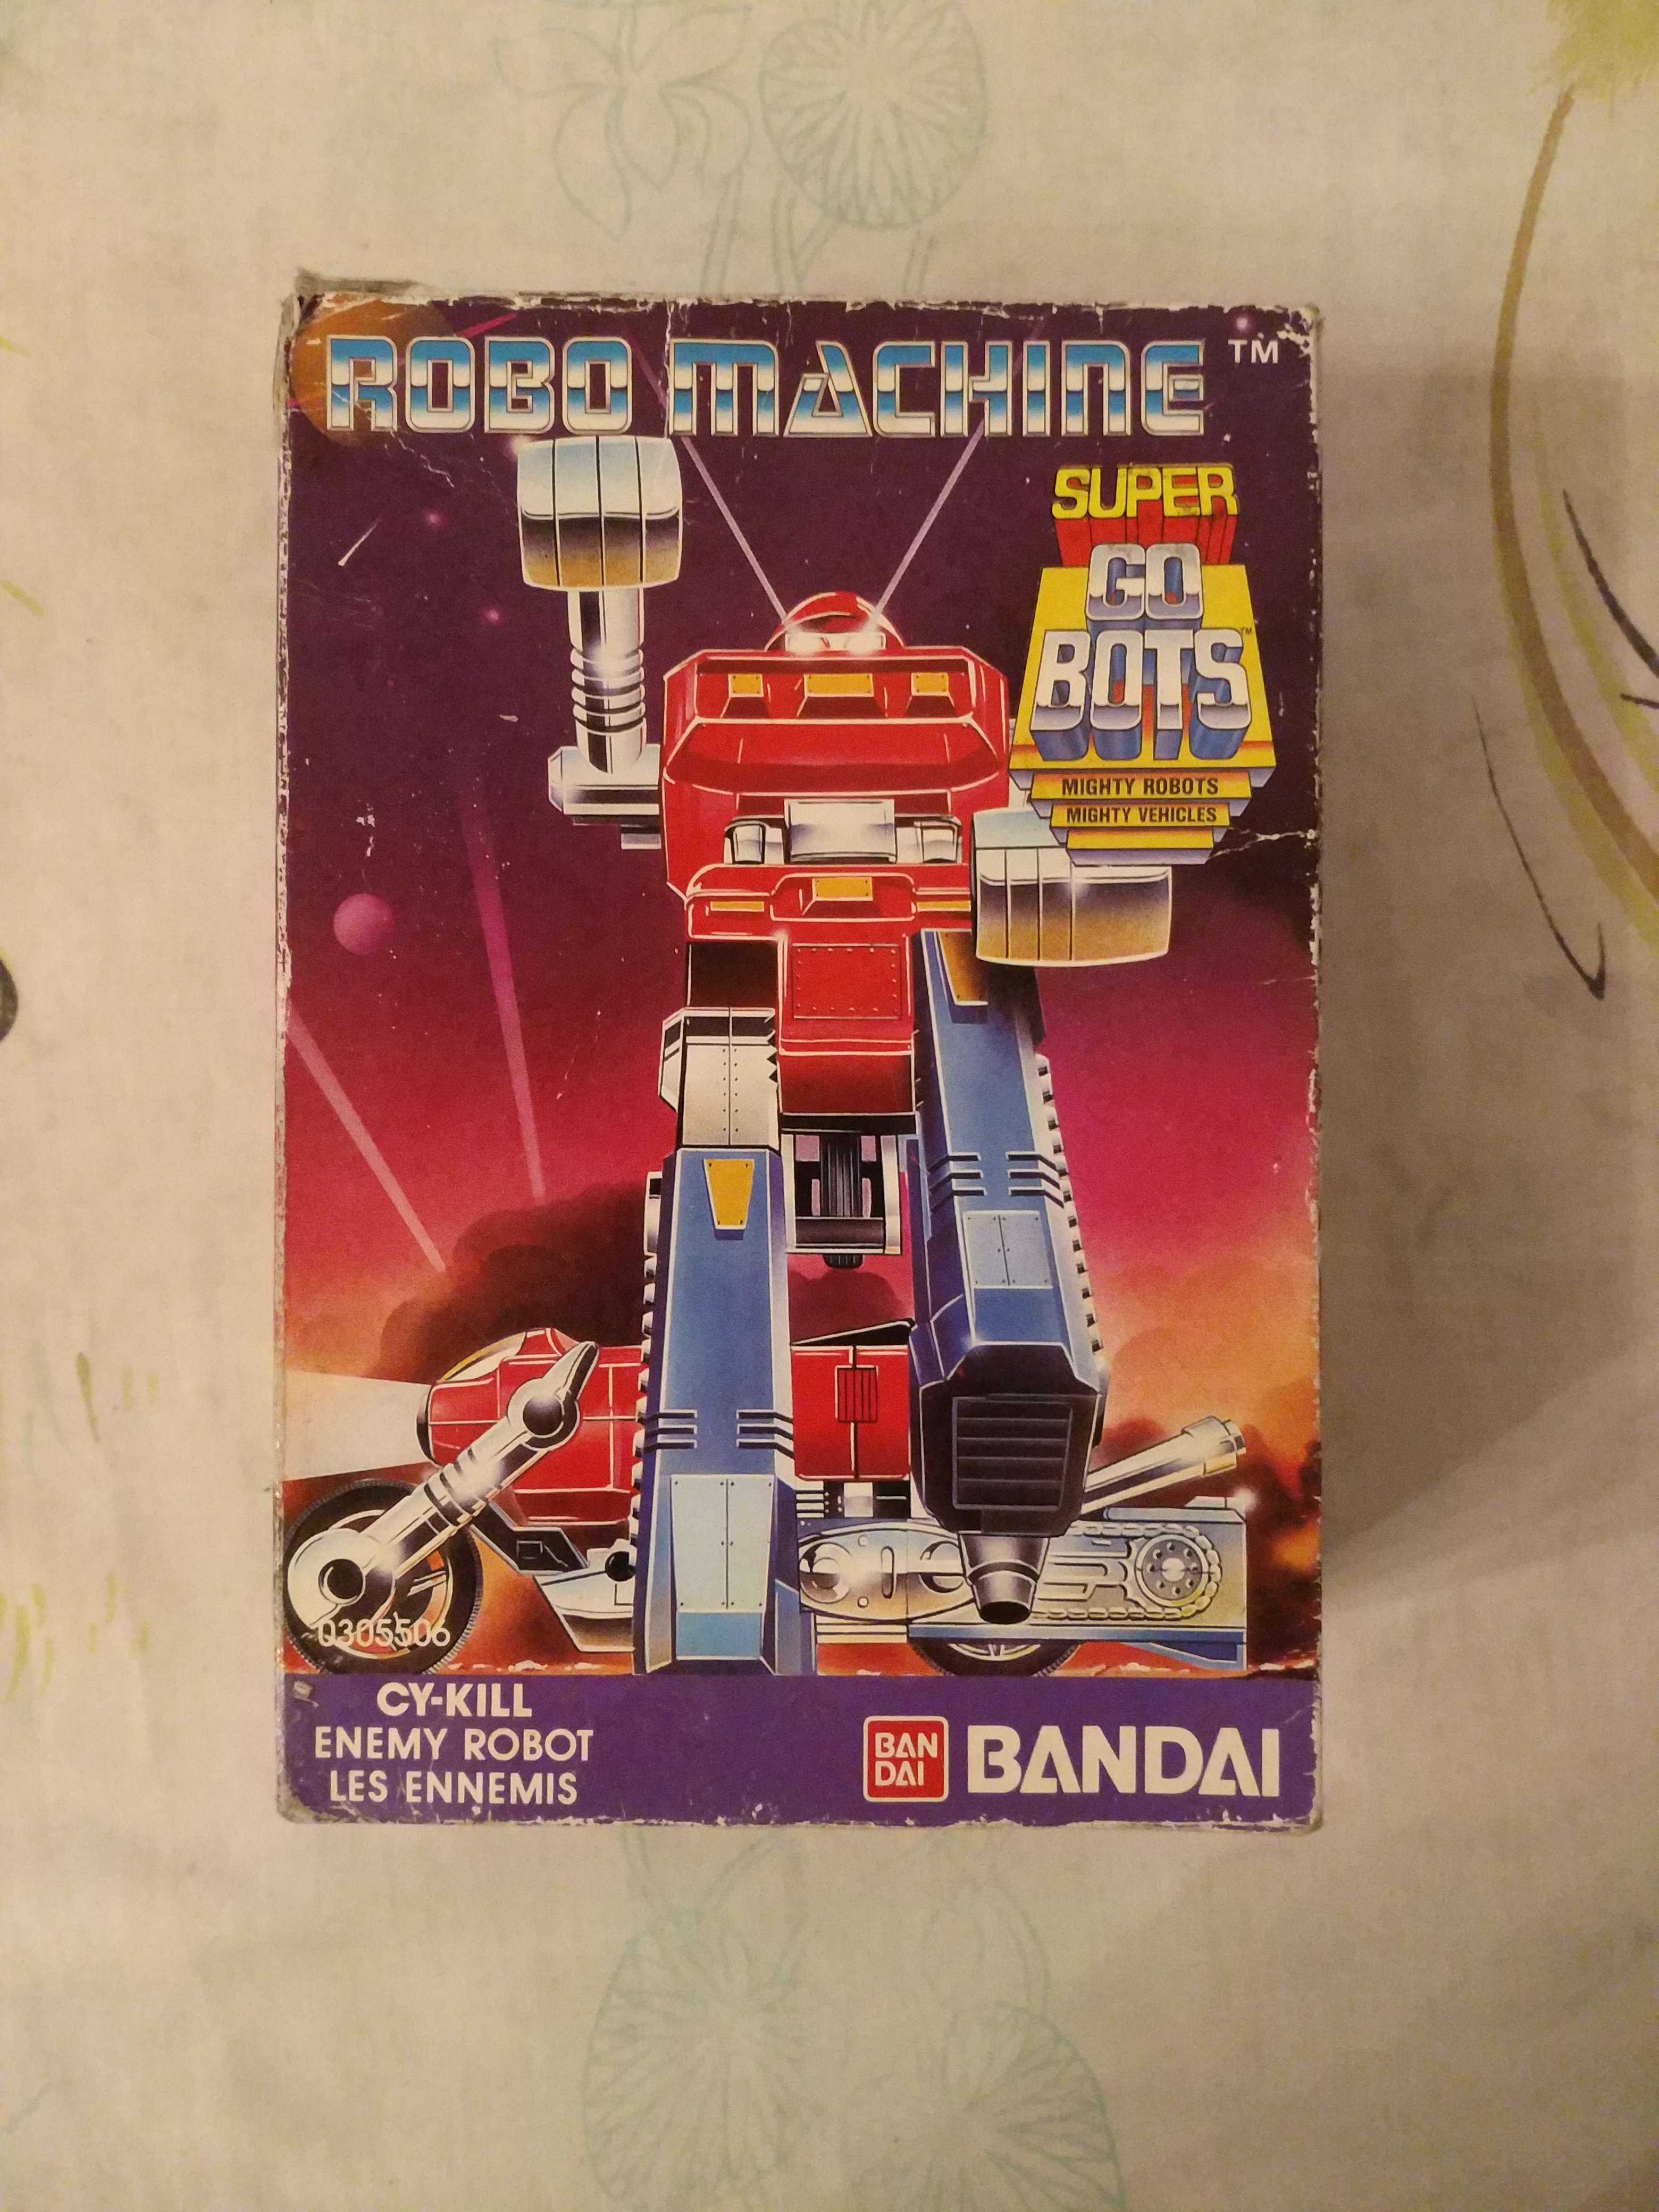 ROBO MACHINE TM
SUPER
GO
BOTS TM
MIGHTY ROBOTS
MIGHTY VEHICLES
0305506
CY-KILL
ENEMY ROBOT
LES ENNEMIS
BAN
DAI
BANDAI